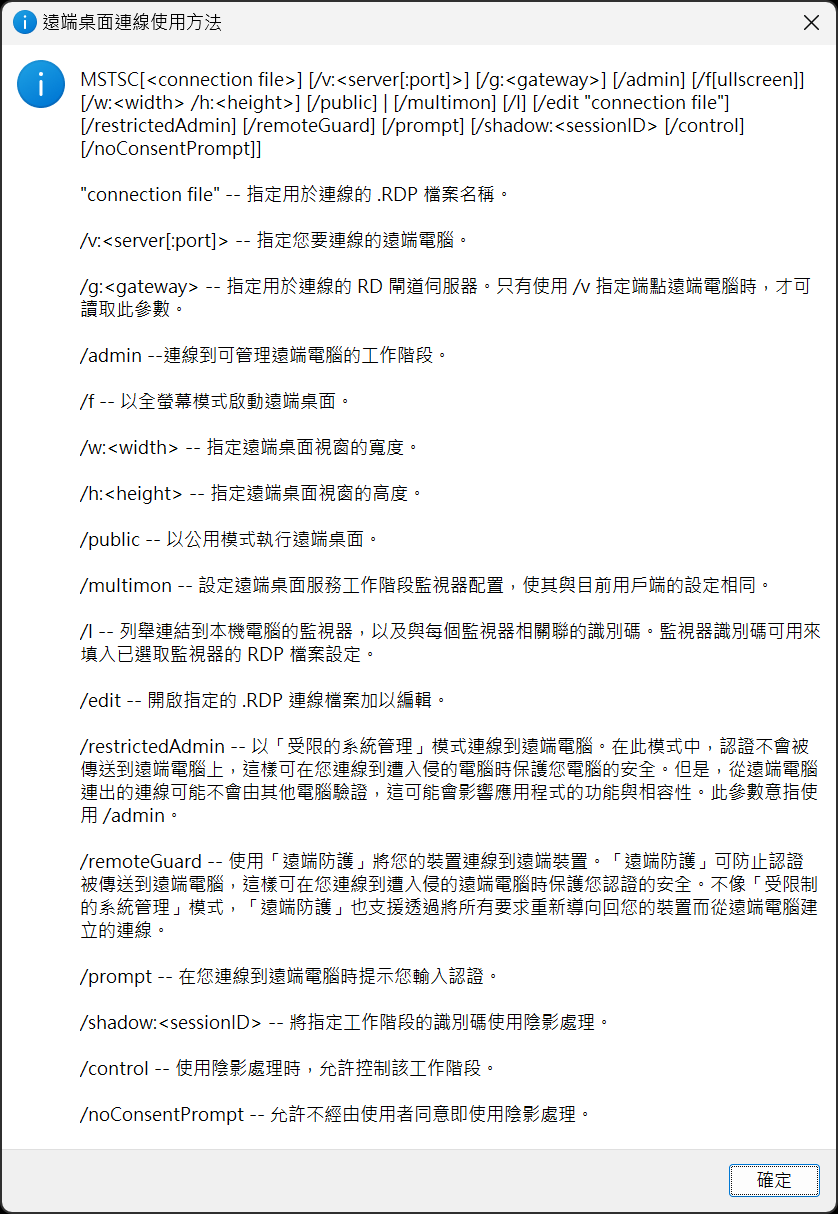 遠端桌面連線使用方法
MSTSC[<connection file>] [/v:<server[:port]>] [/g:<gateway>] [/admin] [/f[ullscreen]]
[/w:<width> /h:<height>] [/public] | [/multimon] [/l] [/edit "connection file"]
[/restrictedAdmin] [/remoteGuard] [/prompt] [/shadow:<sessionID> [/control]
[/noConsentPrompt]]
"connection file" -- 指定用於連線的 .RDP 檔案名稱。
/v:<server[:port]> -- 指定您要連線的遠端電腦。
/g:<gateway> -- 指定用於連線的 RD 閘道伺服器。只有使用 /v 指定端點遠端電腦時，才可
讀取此參數。
/admin --連線到可管理遠端電腦的工作階段。
/f -- 以全螢幕模式啟動遠端桌面。
/w:<width> -- 指定遠端桌面視窗的寬度。
/h:<height> -- 指定遠端桌面視窗的高度。
/public -- 以公用模式執行遠端桌面。
/multimon -- 設定遠端桌面服務工作階段監視器配置，使其與目前用戶端的設定相同。
/l -- 列舉連結到本機電腦的監視器，以及與每個監視器相關聯的識別碼。監視器識別碼可用來
填入已選取監視器的 RDP 檔案設定。
/edit -- 開啟指定的 .RDP 連線檔案加以編輯。
/restrictedAdmin -- 以「受限的系統管理」模式連線到遠端電腦。在此模式中，認證不會被
傳送到遠端電腦上，這樣可在您連線到遭入侵的電腦時保護您電腦的安全。但是，從遠端電腦
連出的連線可能不會由其他電腦驗證，這可能會影響應用程式的功能與相容性。此參數意指使
用 /admin。
/remoteGuard -- 使用「遠端防護」將您的裝置連線到遠端裝置。「遠端防護」可防止認證
被傳送到遠端電腦，這樣可在您連線到遭入侵的遠端電腦時保護您認證的安全。不像「受限制
的系統管理」模式，「遠端防護」也支援透過將所有要求重新導向回您的裝置而從遠端電腦建
立的連線。
/prompt -- 在您連線到遠端電腦時提示您輸入認證。
/shadow:<sessionID> -- 將指定工作階段的識別碼使用陰影處理。
/control -- 使用陰影處理時，允許控制該工作階段。
/noConsentPrompt -- 允許不經由使用者同意即使用陰影處理。
確定